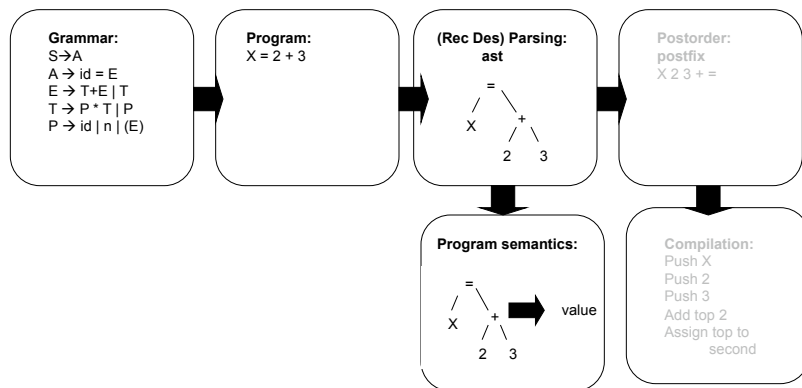 Grammar:
S→A
A → id = E
E → T+E | T
T → P * T | P
P → id | n | (E)
Program:
X = 2 + 3
(Rec Des) Parsing:
ast
=
X
+
2 3
Postorder:
postfix
X 2 3 + =
Program semantics:
=
X
+
2 3
value
Compilation:
Push X
Push 2
Push 3
Add top 2
Assign top to
second